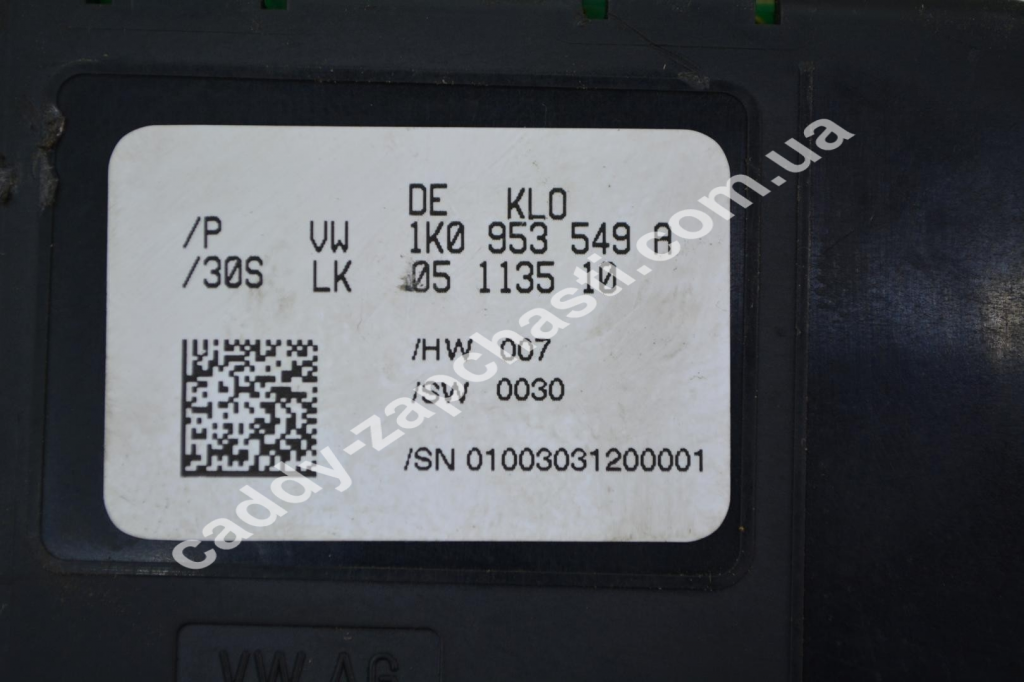 DE KLO
/P VW 1K0 953 549 A
/30S LK 05 1135 10
/HW 007
/SW 0030
/SN 01003031200001
caddy-zapchasti.com.ua
VW AG